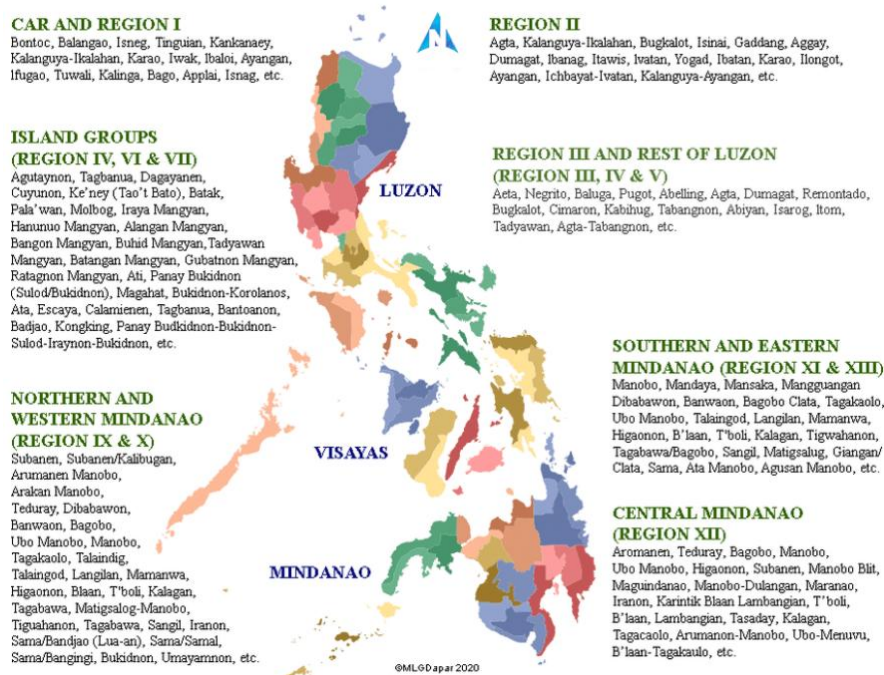 CAR AND REGION I
Bontoc, Balangao, Isneg, Tinguian, Kankanaey,
Kalanguya-Ikalahan, Karao, Iwak, Ibaloi, Ayangan,
Ifugao, Tuwali, Kalinga, Bago, Applai, Isnag, etc.
N
REGION II
Agta, Kalanguya-Ikalahan, Bugkalot, Isinai, Gaddang, Aggay,
Dumagat, Ibanag, Itawis, Ivatan, Yogad, Ibatan, Karao, Ilongot,
Ayangan, Ichbayat-Ivatan, Kalanguya-Ayangan, etc.
ISLAND GROUPS
(REGION IV, VI & VII)
Agutaynon, Tagbanua, Dagayanen,
Cuyunon, Ke'ney (Tao't Bato), Batak,
Pala'wan, Molbog, Iraya Mangyan,
Hanunuo Mangyan, Alangan Mangyan,
Bangon Mangyan, Buhid Mangyan,Tadyawan
Mangyan, Batangan Mangyan, Gubatnon Mangyan,
Ratagnon Mangyan, Ati, Panay Bukidnon
(Sulod/Bukidnon), Magahat, Bukidnon-Korolanos,
Ata, Escaya, Calamienen, Tagbanua, Bantoanon,
Badjao, Kongking, Panay Budkidnon-Bukidnon-
Sulod-Iraynon-Bukidnon, etc.
LUZON
REGION III AND REST OF LUZON
(REGION III, IV & V)
Aeta, Negrito, Baluga, Pugot, Abelling, Agta, Dumagat, Remontado,
Bugkalot, Cimaron, Kabihug, Tabangnon, Abiyan, Isarog, Itom,
Tadyawan, Agta-Tabangnon, etc.
NORTHERN AND
WESTERN MINDANAO
(REGION IX & X)
Subanen, Subanen/Kalibugan,
Arumanen Manobo,
Arakan Manobo,
Teduray, Dibabawon,
Banwaon, Bagobo,
Ubo Manobo, Manobo,
Tagakaolo, Talaindig,
Talaingod, Langilan, Mamanwa,
Higaonon, Blaan, T'boli, Kalagan,
Tagabawa, Matigsalog-Manobo,
Tiguahanon, Tagabawa, Sangil, Iranon,
Sama/Bandjao (Lua-an), Sama/Samal,
Sama/Bangingi, Bukidnon, Umayamnon, etc.
VISAYAS
MINDANAO
SOUTHERN AND EASTERN
MINDANAO (REGION XI & XIII)
Manobo, Mandaya, Mansaka, Mangguangan
Dibabawon, Banwaon, Bagobo Clata, Tagakaolo,
Ubo Manobo, Talaingod, Langilan, Mamanwa,
Higaonon, B'laan, T'boli, Kalagan, Tigwahanon,
Tagabawa/Bagobo, Sangil, Matigsalug, Giangan/
Clata, Sama, Ata Manobo, Agusan Manobo, etc.
CENTRAL MINDANAO
(REGION XII)
Aromanen, Teduray, Bagobo, Manobo,
Ubo Manobo, Higaonon, Subanen, Manobo Blit,
Maguindanao, Manobo-Dulangan, Maranao,
Iranon, Karintik Blaan Lambangian, T'boli,
B'laan, Lambangian, Tasaday, Kalagan,
Tagacaolo, Arumanon-Manobo, Ubo-Menuvu,
B'laan-Tagakaulo, etc.
©MLGDapar 2020